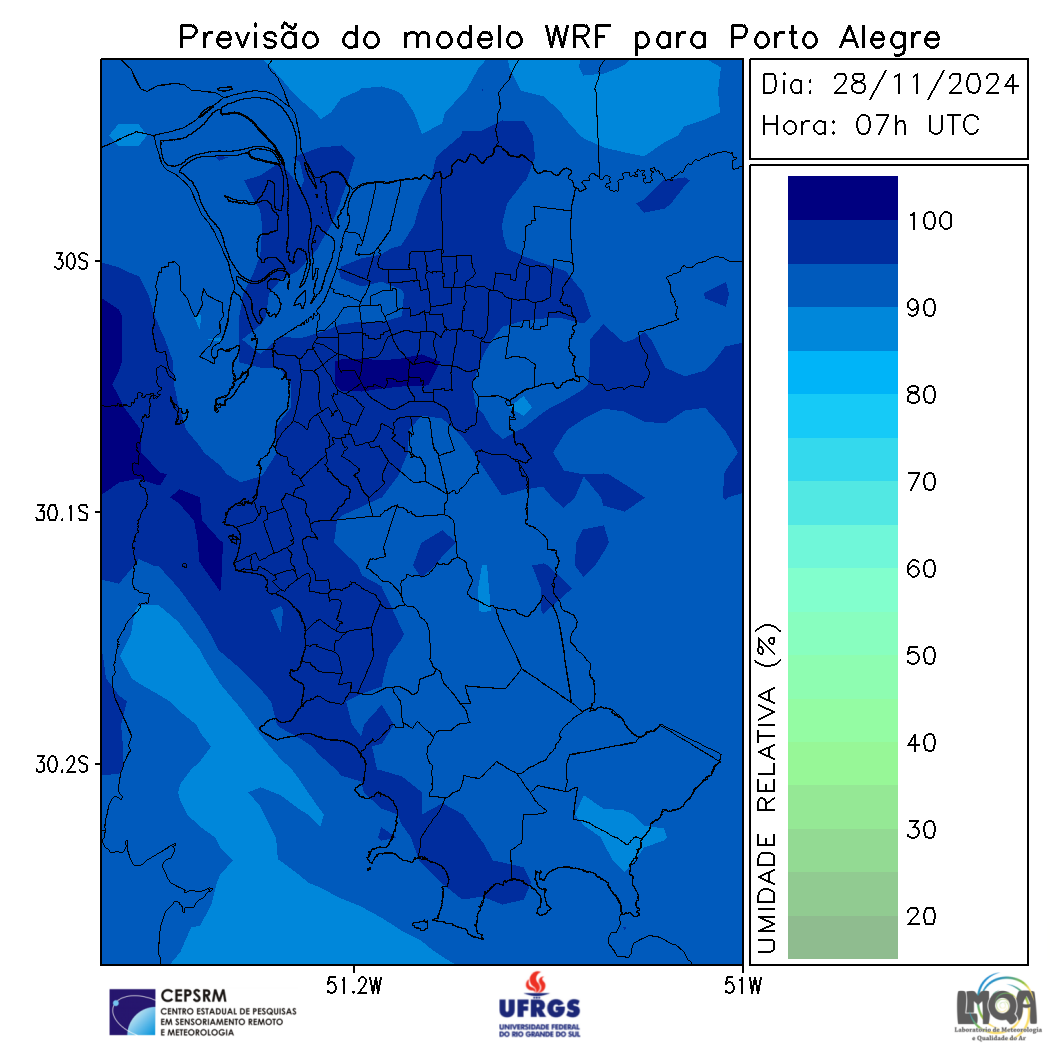 Previsão do modelo WRF para Porto Alegre
Dia: 28/11/2024
Hora: 07h UTC
30S
30.1S
30.2S
51.2W
51W
UMIDADE RELATIVA (%)
100
90
80
70
60
50
40
30
20
CEPSRM
CENTRO ESTADUAL DE PESQUISAS
EM SENSORIAMENTO REMOTO
E METEOROLOGIA
UFRGS
UNIVERSIDADE FEDERAL
DO RIO GRANDE DO SUL
LMQA
Laboratório de Meteorologia
e Qualidade do Ar